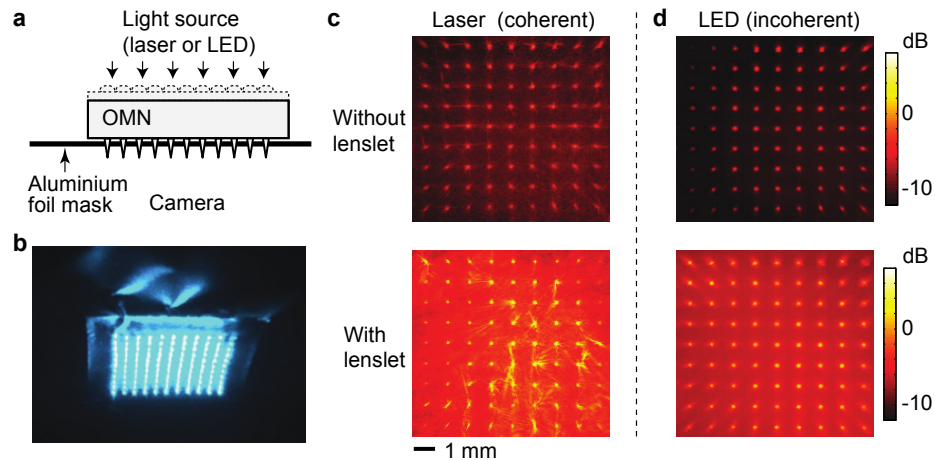 a
Light source
(laser or LED)
OMN
Aluminium
foil mask
Camera
b
c
Laser (coherent)
Without
lenslet
With
lenslet
1 mm
d
LED (incoherent)
dB
0
-10
dB
0
-10